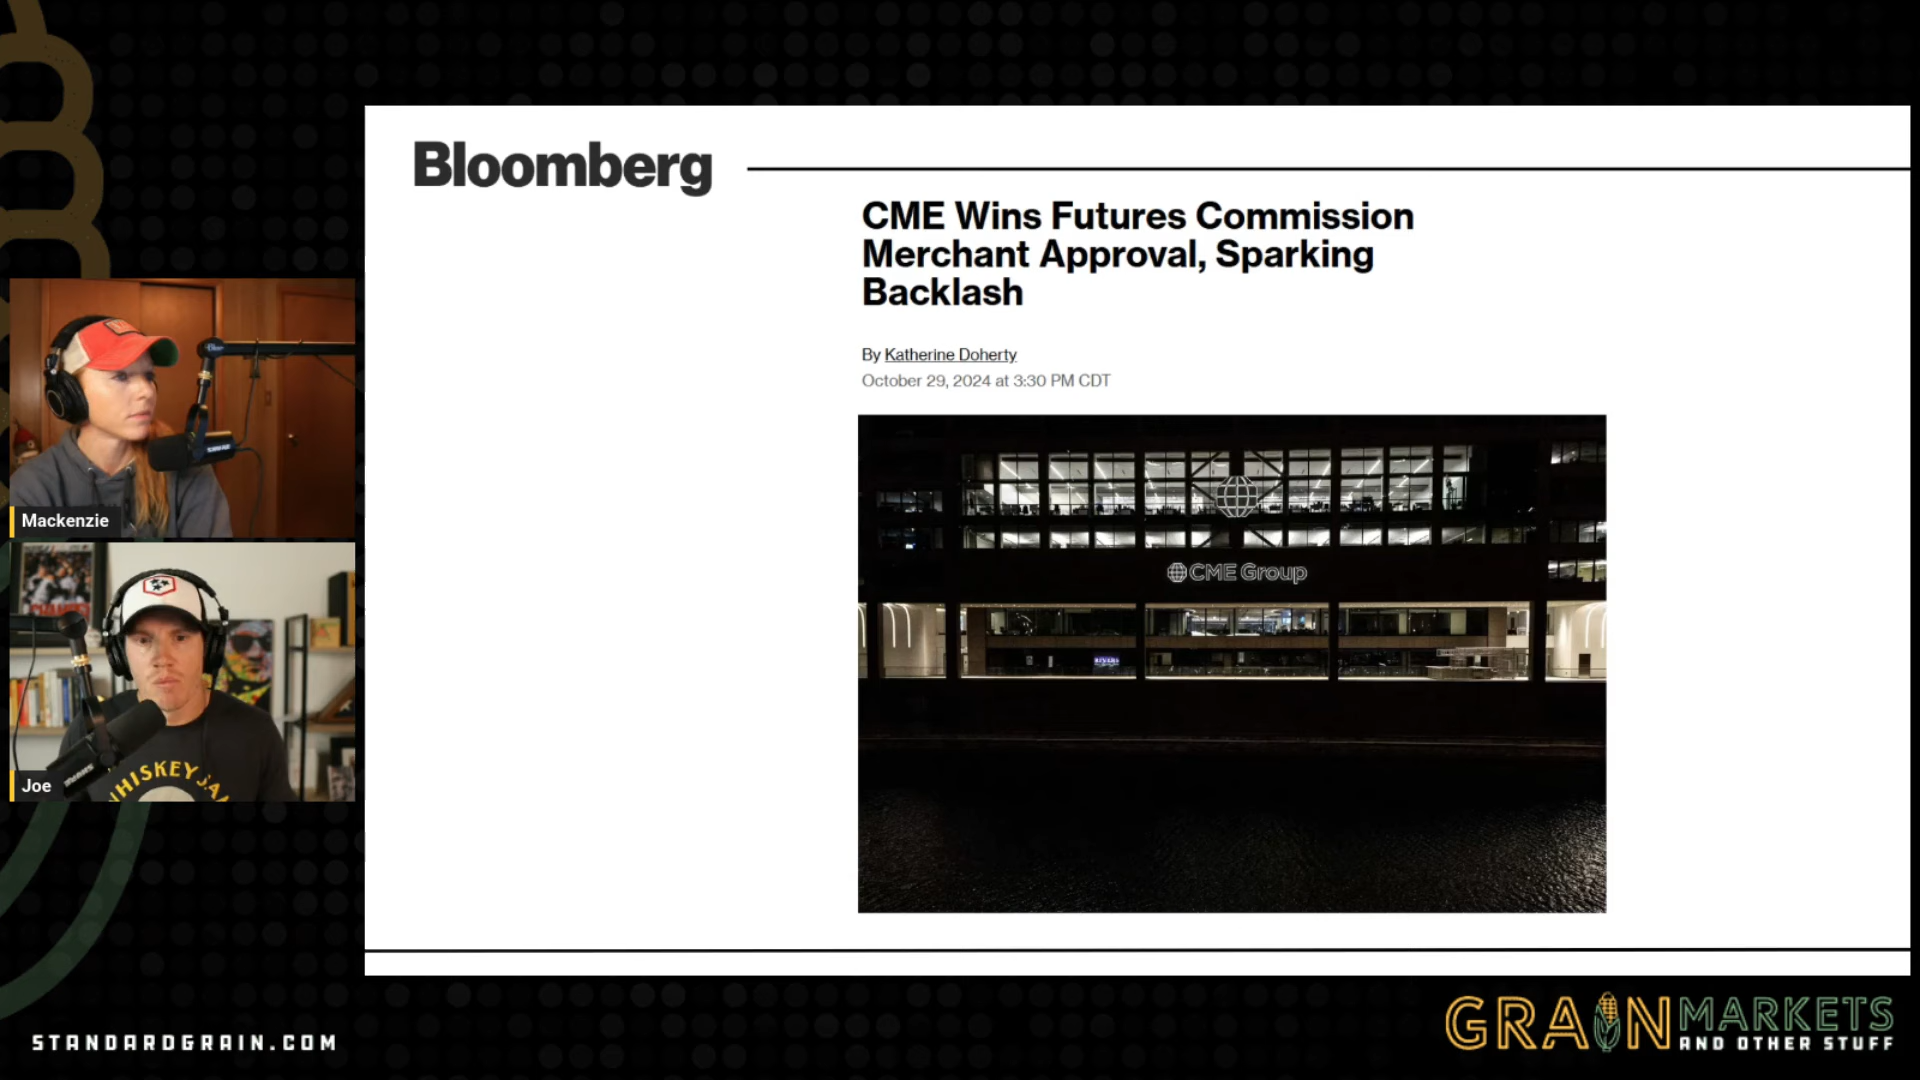 Bloomberg
CME Wins Futures Commission
Merchant Approval, Sparking
Backlash
By Katherine Doherty
October 29, 2024 at 3:30 PM CDT
CME Group
Mackenzie
Joe
STANDARDGRAIN.COM
GRAIN MARKETS
AND OTHER STUFF